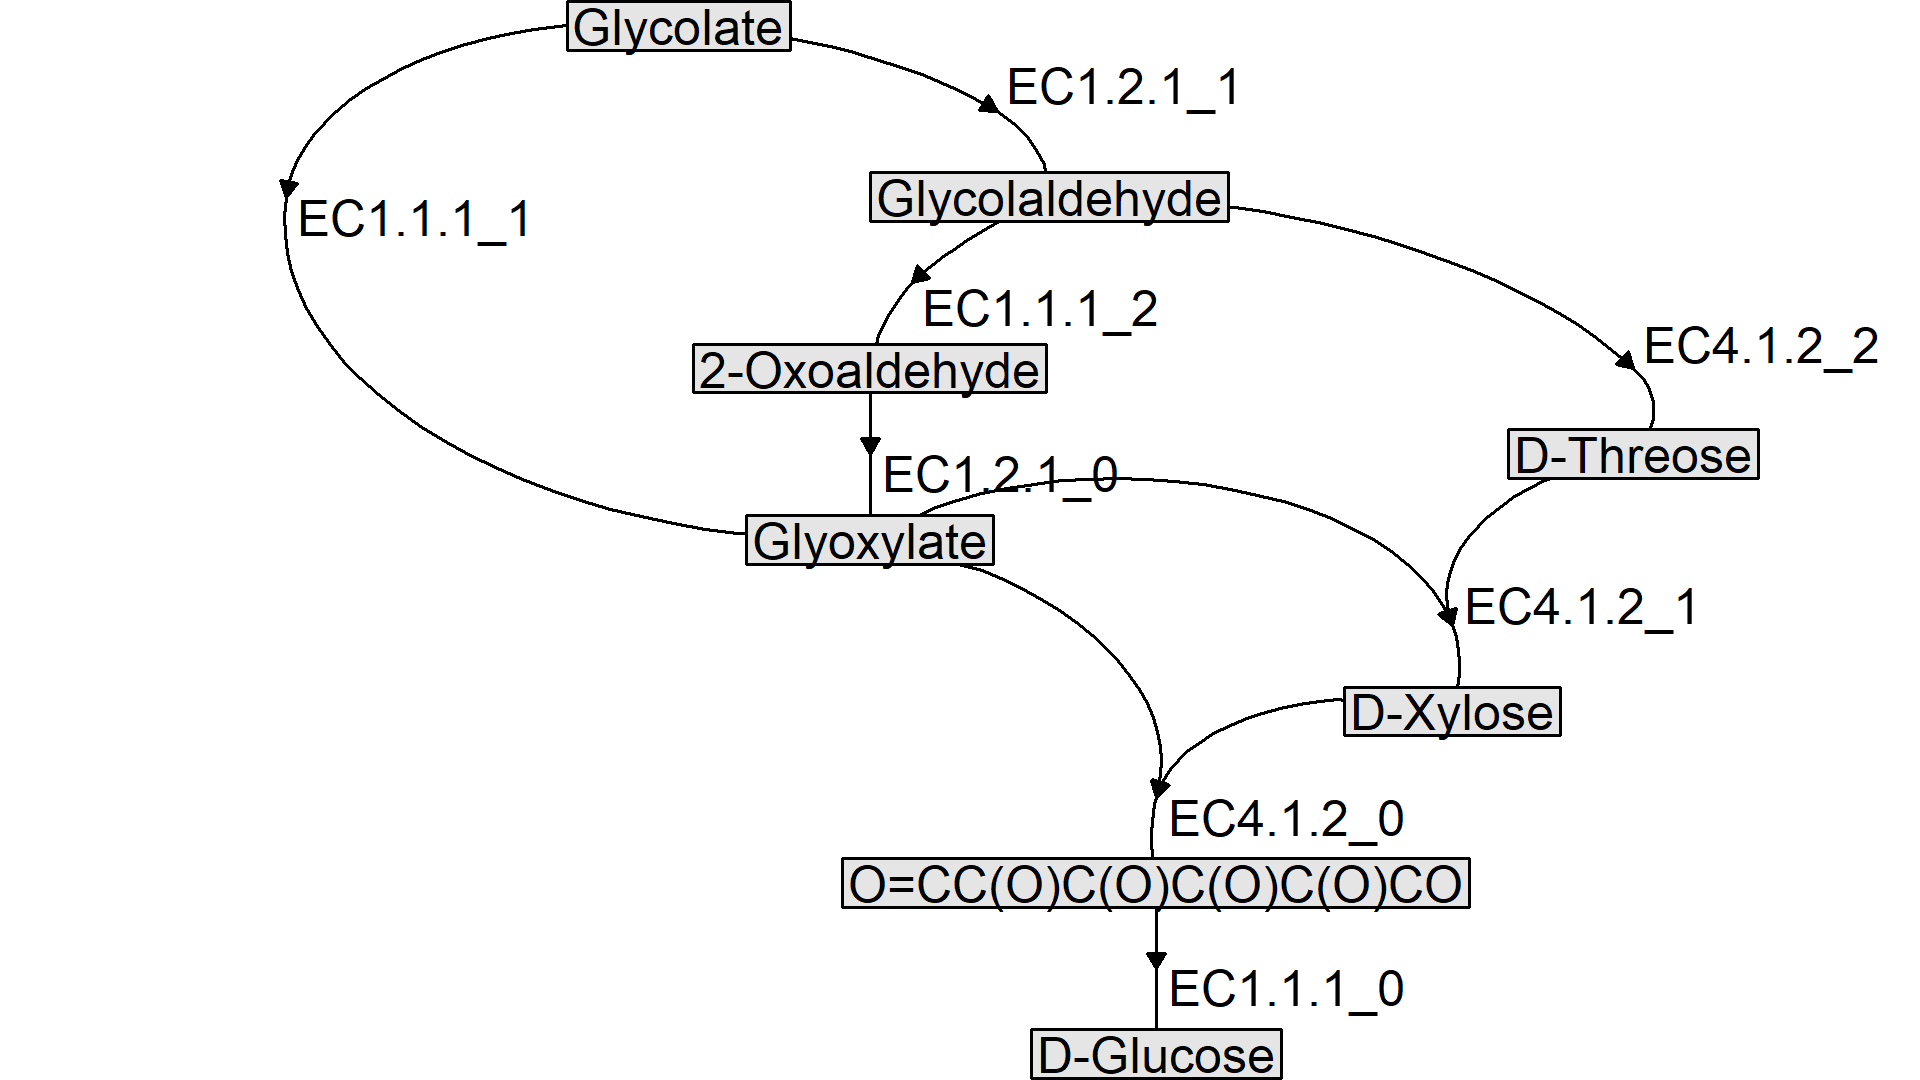 Glycolate
EC1.2.1_1
Glycolaldehyde
EC1.1.1_1
EC1.1.1_2
EC4.1.2_2
2-Oxoaldehyde
D-Threose
EC1.2.1_0
Glyoxylate
EC4.1.2_1
D-Xylose
EC4.1.2_0
O=CC(O)C(O)C(O)C(O)CO
EC1.1.1_0
D-Glucose